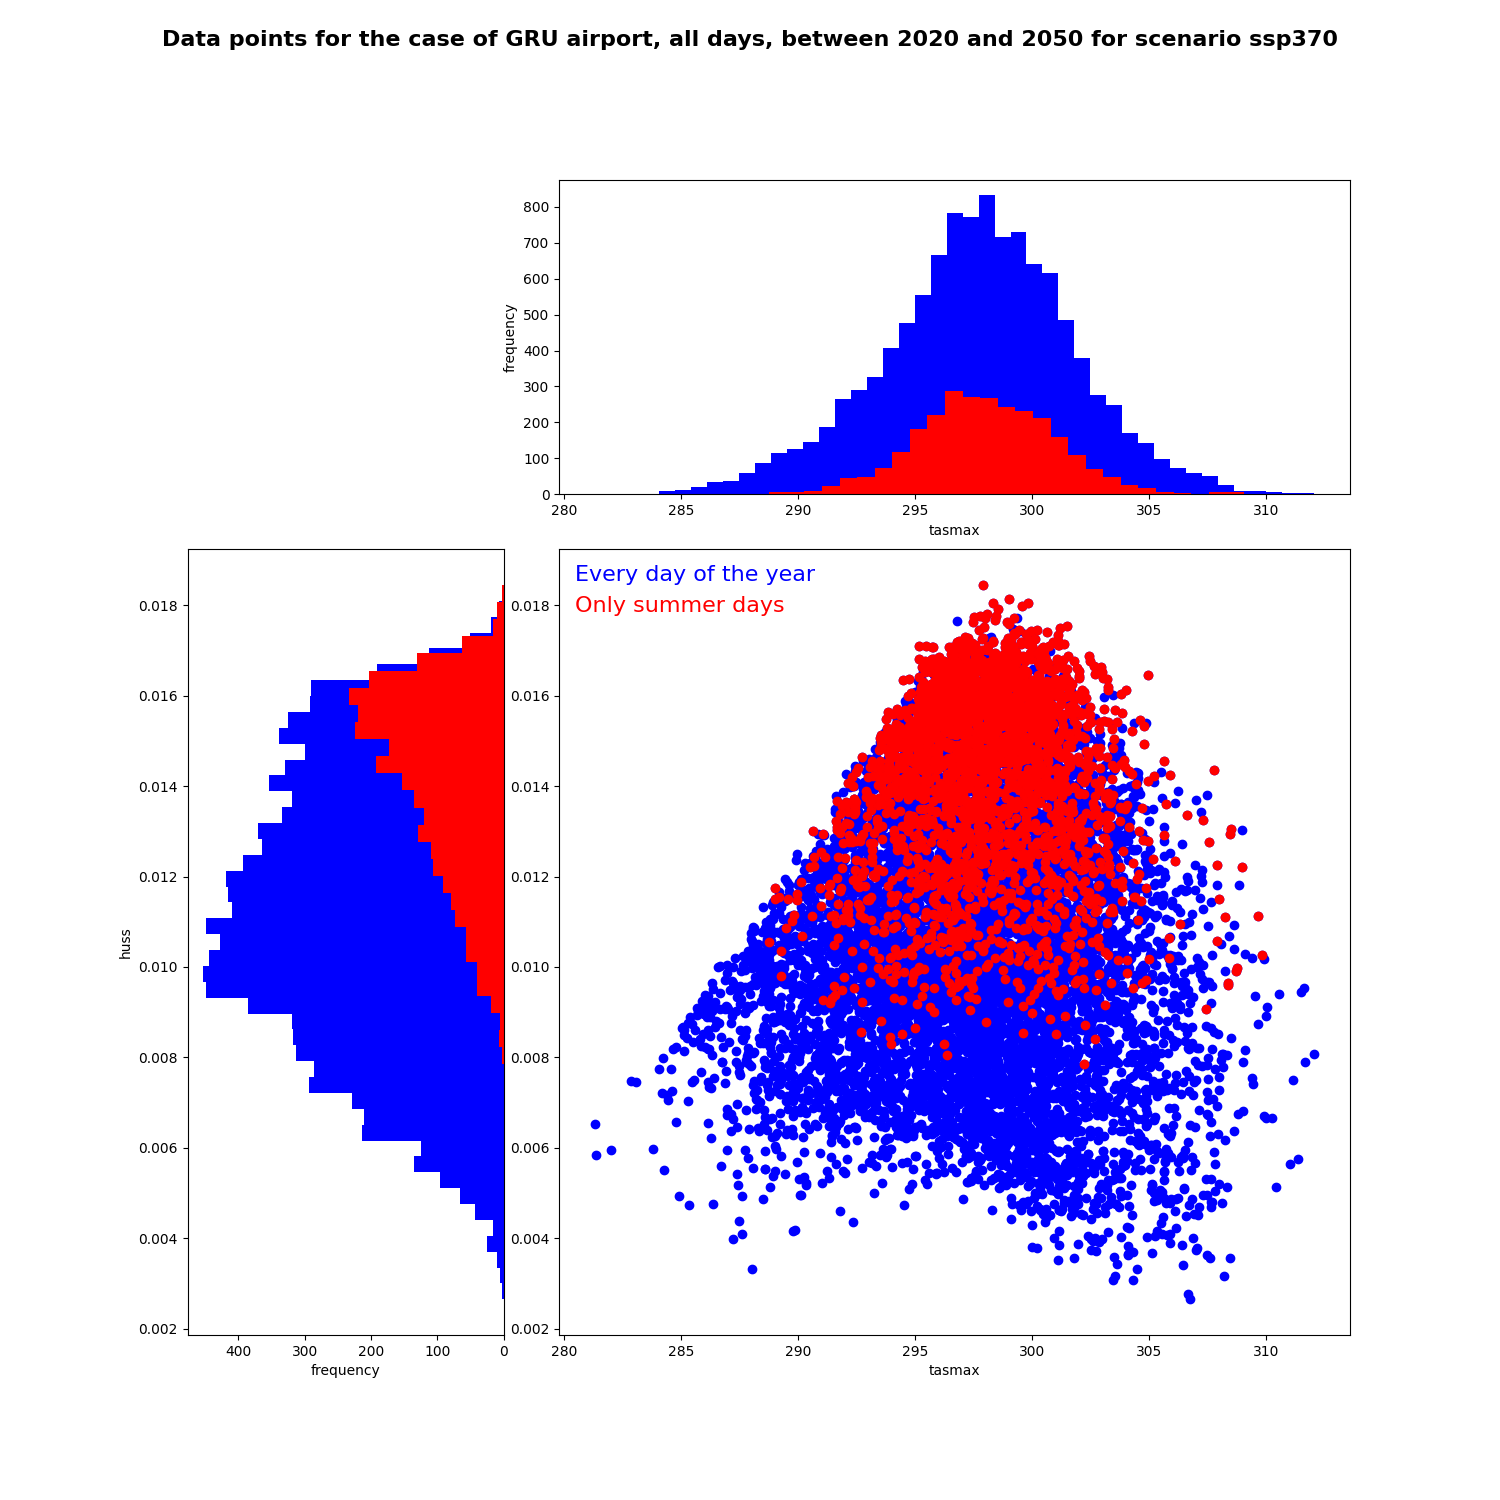 Data points for the case of GRU airport, all days, between 2020 and 2050 for scenario ssp370
800
700
600
500
400
300
200
100
0
frequency
280 285 290 295 300 305 310
tasmax
0.018
0.016
0.014
0.012
0.010
0.008
0.006
0.004
0.002
huss
400 300 200 100 0
frequency
Every day of the year
Only summer days
0.018
0.016
0.014
0.012
0.010
0.008
0.006
0.004
0.002
280 285 290 295 300 305 310
tasmax